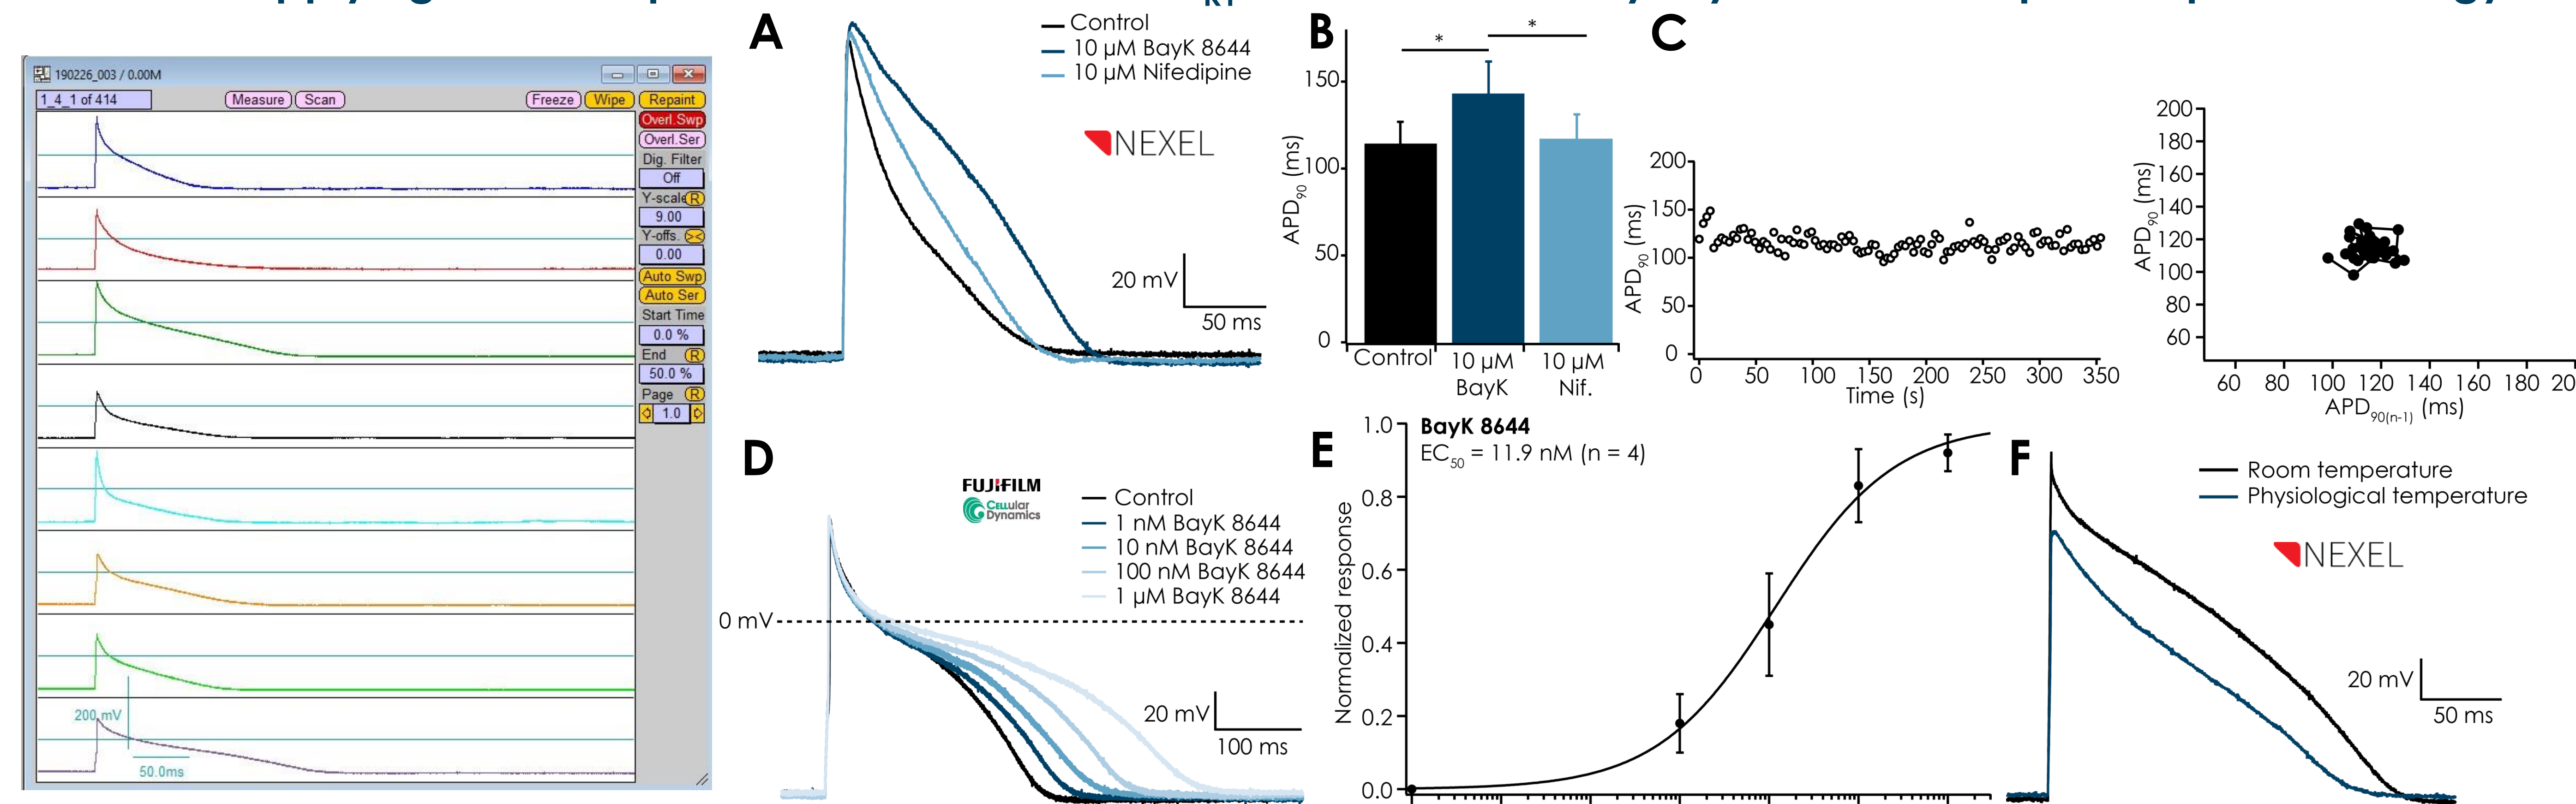 190226_003 / 0.00M
1_4_1 of 414
Measure
Scan
Freeze
Wipe
Repaint
Overl.Swp
Overl.Ser
Dig. Filter
Off
Y-scale R
9.00
Y-offs. ><
0.00
Auto Swp
Auto Ser
Start Time
0.0 %
End R
50.0 %
Page R
1.0
200 mV
50.0ms
A
Control
10 µM BayK 8644
10 µM Nifedipine
NEXEL
20 mV
50 ms
B
*
*
APD90 (ms)
150
100
50
0
Control
10 µM
BayK
10 µM
Nif.
C
APD90 (ms)
200
150
100
50
0
0 50 100 150 200 250 300 350
Time (s)
APD90 (ms)
200
180
160
140
120
100
80
60
60 80 100 120 140 160 180 20
APD90(n-1) (ms)
D
FUJIFILM
Cellular
Dynamics
Control
1 nM BayK 8644
10 nM BayK 8644
100 nM BayK 8644
1 µM BayK 8644
0 mV
20 mV
100 ms
E
BayK 8644
EC50 = 11.9 nM (n = 4)
Normalized response
1.0
0.8
0.6
0.4
0.2
0.0
F
Room temperature
Physiological temperature
NEXEL
20 mV
50 ms